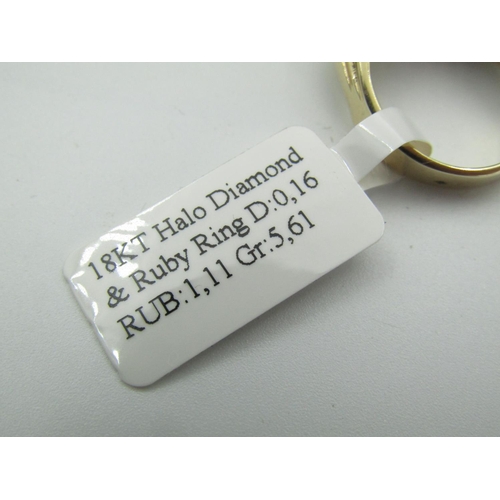 18KT Halo Diamond
& Ruby Ring D:0,16
RUB:1,11 Gr:5,61